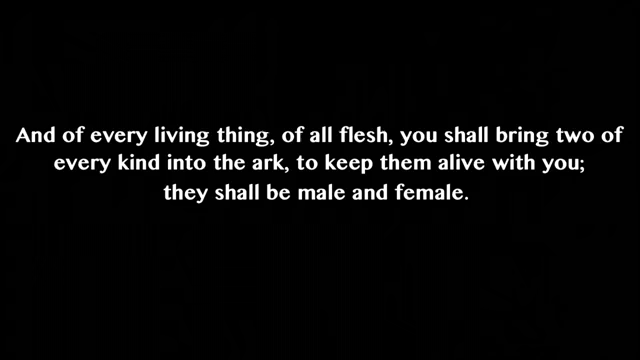 And of every living thing, of all flesh, you shall bring two of
every kind into the ark, to keep them alive with you;
they shall be male and female.